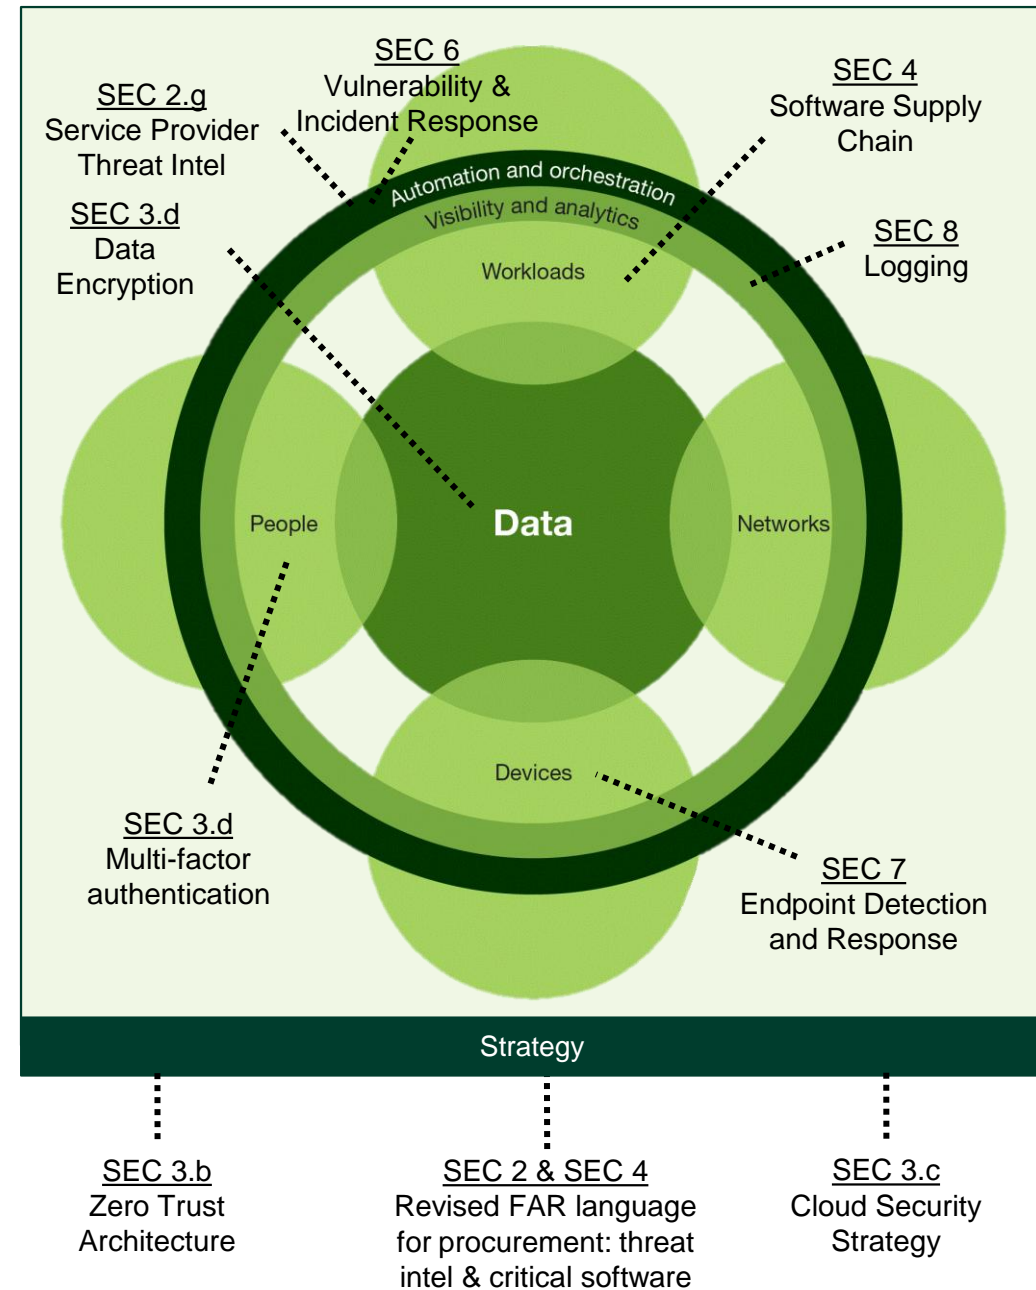 SEC 6
Vulnerability &
Incident Response
SEC 2.g
Service Provider
Threat Intel
SEC 4
Software Supply
Chain
SEC 3.d
Data
Encryption
SEC 8
Logging
Automation and orchestration
Visibility and analytics
Workloads
People
Data
Networks
Devices
SEC 3.d
Multi-factor
authentication
SEC 7
Endpoint Detection
and Response
Strategy
SEC 3.b
Zero Trust
Architecture
SEC 2 & SEC 4
Revised FAR language
for procurement: threat
intel & critical software
SEC 3.c
Cloud Security
Strategy